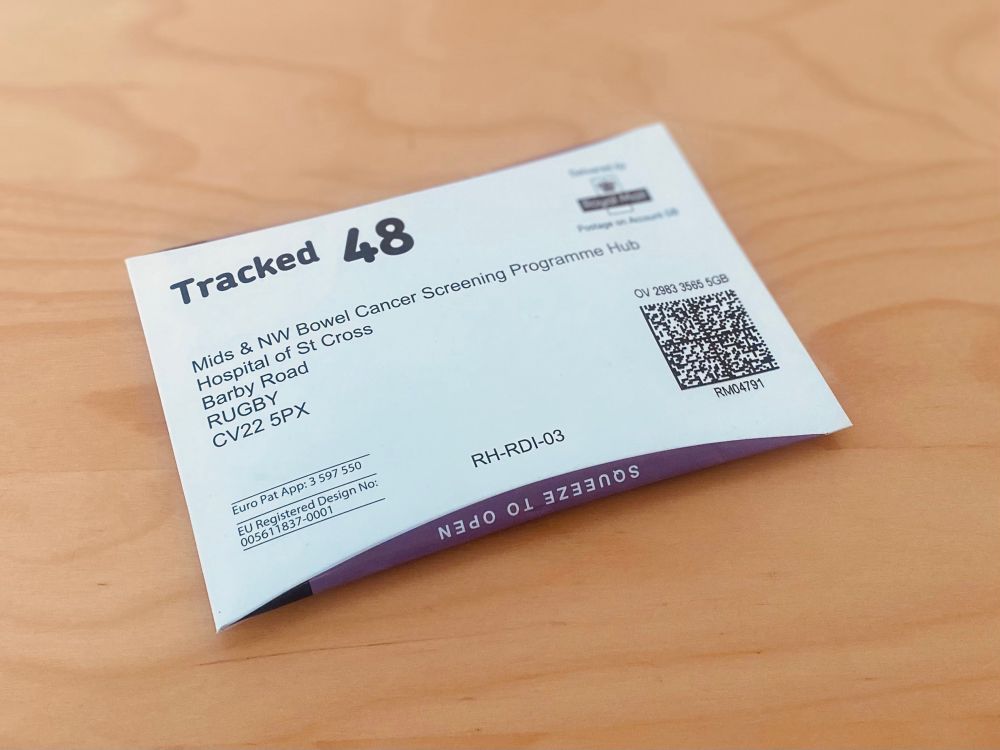 Tracked 48
Delivered by
Royal Mail
Postage on Account GB
Mids & NW Bowel Cancer Screening Programme Hub
Hospital of St Cross
Barby Road
RUGBY
CV22 5PX
OV 2983 3565 5GB
RM04791
RH-RDI-03
Euro Pat App: 3 597 550
EU Registered Design No:
005611837-0001
SQUEEZE TO OPEN